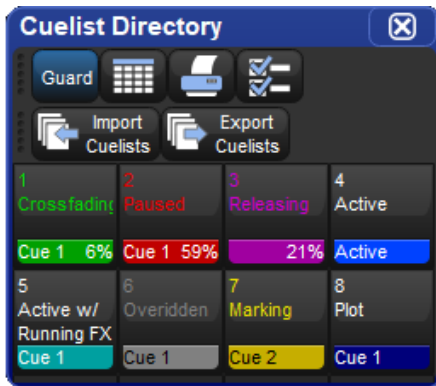 Cuelist Directory
Guard
Import
Cuelists
Export
Cuelists
1
Crossfading
2
Paused
3
Releasing
4
Active
Cue 1 6%
Cue 1 59%
21%
Active
5
Active w/
Running FX
6
Overidden
7
Marking
8
Plot
Cue 1
Cue 1
Cue 2
Cue 1